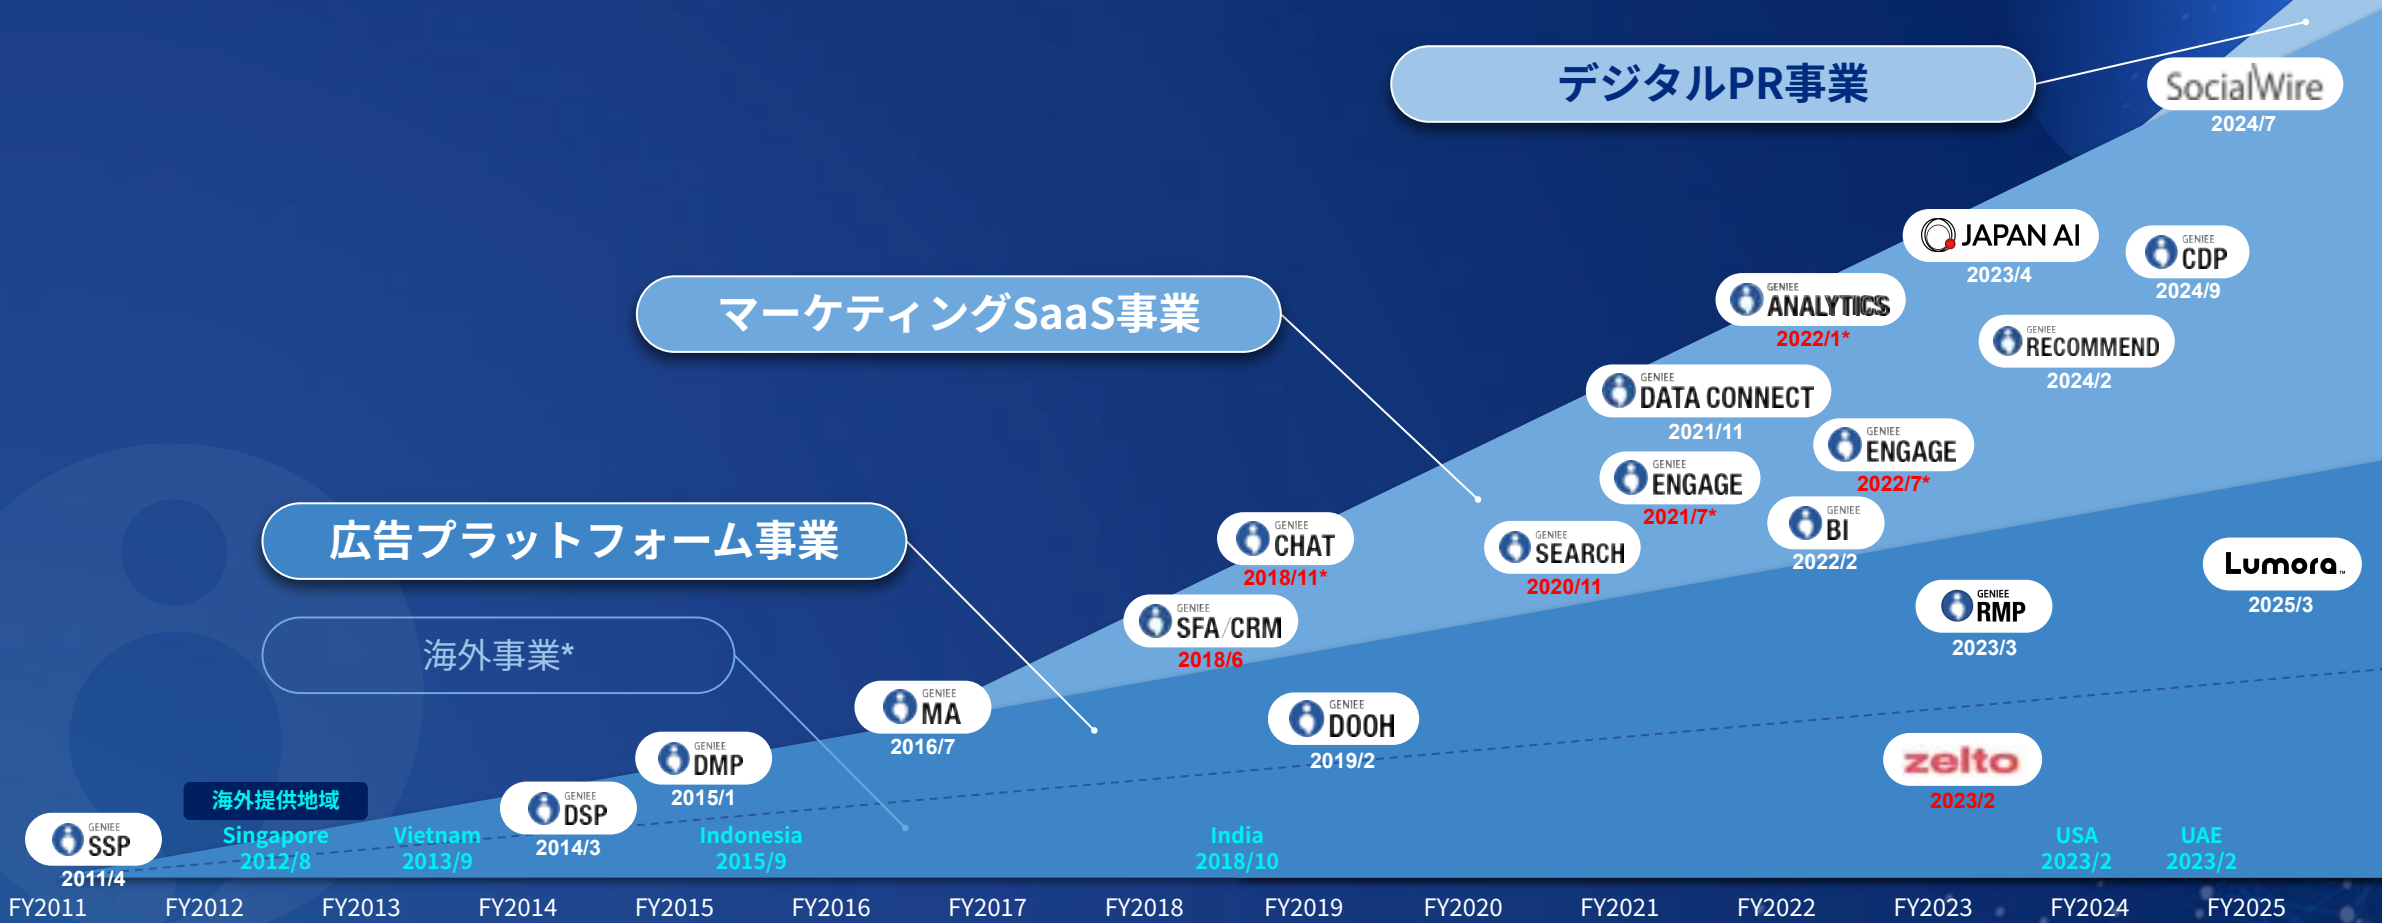 デジタルPR事業
SocialWire
2024/7
JAPAN AI
2023/4
GENIEE
CDP
2024/9
マーケティングSaaS事業
GENIEE
ANALYTICS
2022/1*
GENIEE
RECOMMEND
2024/2
GENIEE
DATA CONNECT
2021/11
GENIEE
ENGAGE
2022/7*
GENIEE
ENGAGE
2021/7*
広告プラットフォーム事業
GENIEE
CHAT
2018/11*
GENIEE
SEARCH
2020/11
GENIEE
BI
2022/2
Lumora™
2025/3
GENIEE
SFA/CRM
2018/6
GENIEE
RMP
2023/3
海外事業*
GENIEE
MA
2016/7
GENIEE
DOOH
2019/2
GENIEE
DMP
2015/1
zelto
2023/2
GENIEE
DSP
2014/3
GENIEE
SSP
2011/4
海外提供地域
Singapore
2012/8
Vietnam
2013/9
Indonesia
2015/9
India
2018/10
USA
2023/2
UAE
2023/2
FY2011 FY2012 FY2013 FY2014 FY2015 FY2016 FY2017 FY2018 FY2019 FY2020 FY2021 FY2022 FY2023 FY2024 FY2025